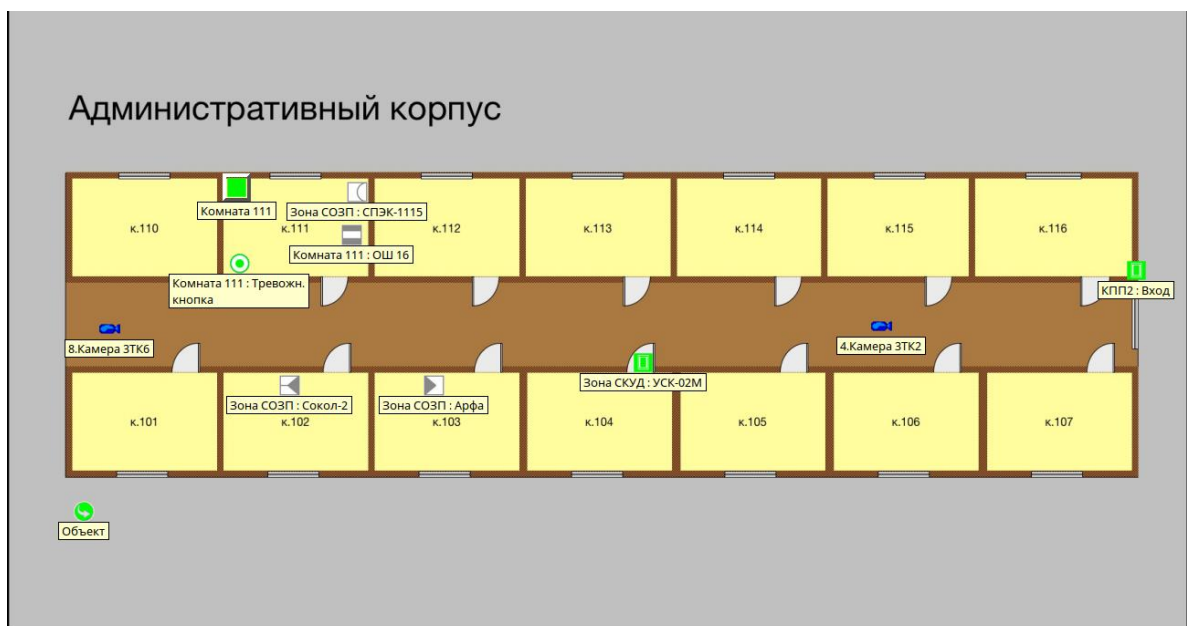 Административный корпус
Комната 111
Зона СОЗП : СПЭК-1115
к.110
к.111
к.112
к.113
к.114
к.115
к.116
Комната 111 : ОШ 16
Комната 111 : Тревожн.
кнопка
КПП2 : Вход
8.Камера ЗТК6
4.Камера ЗТК2
Зона СКУД : УСК-02М
Зона СОЗП : Сокол-2
Зона СОЗП : Арфа
к.101
к.102
к.103
к.104
к.105
к.106
к.107
Объект